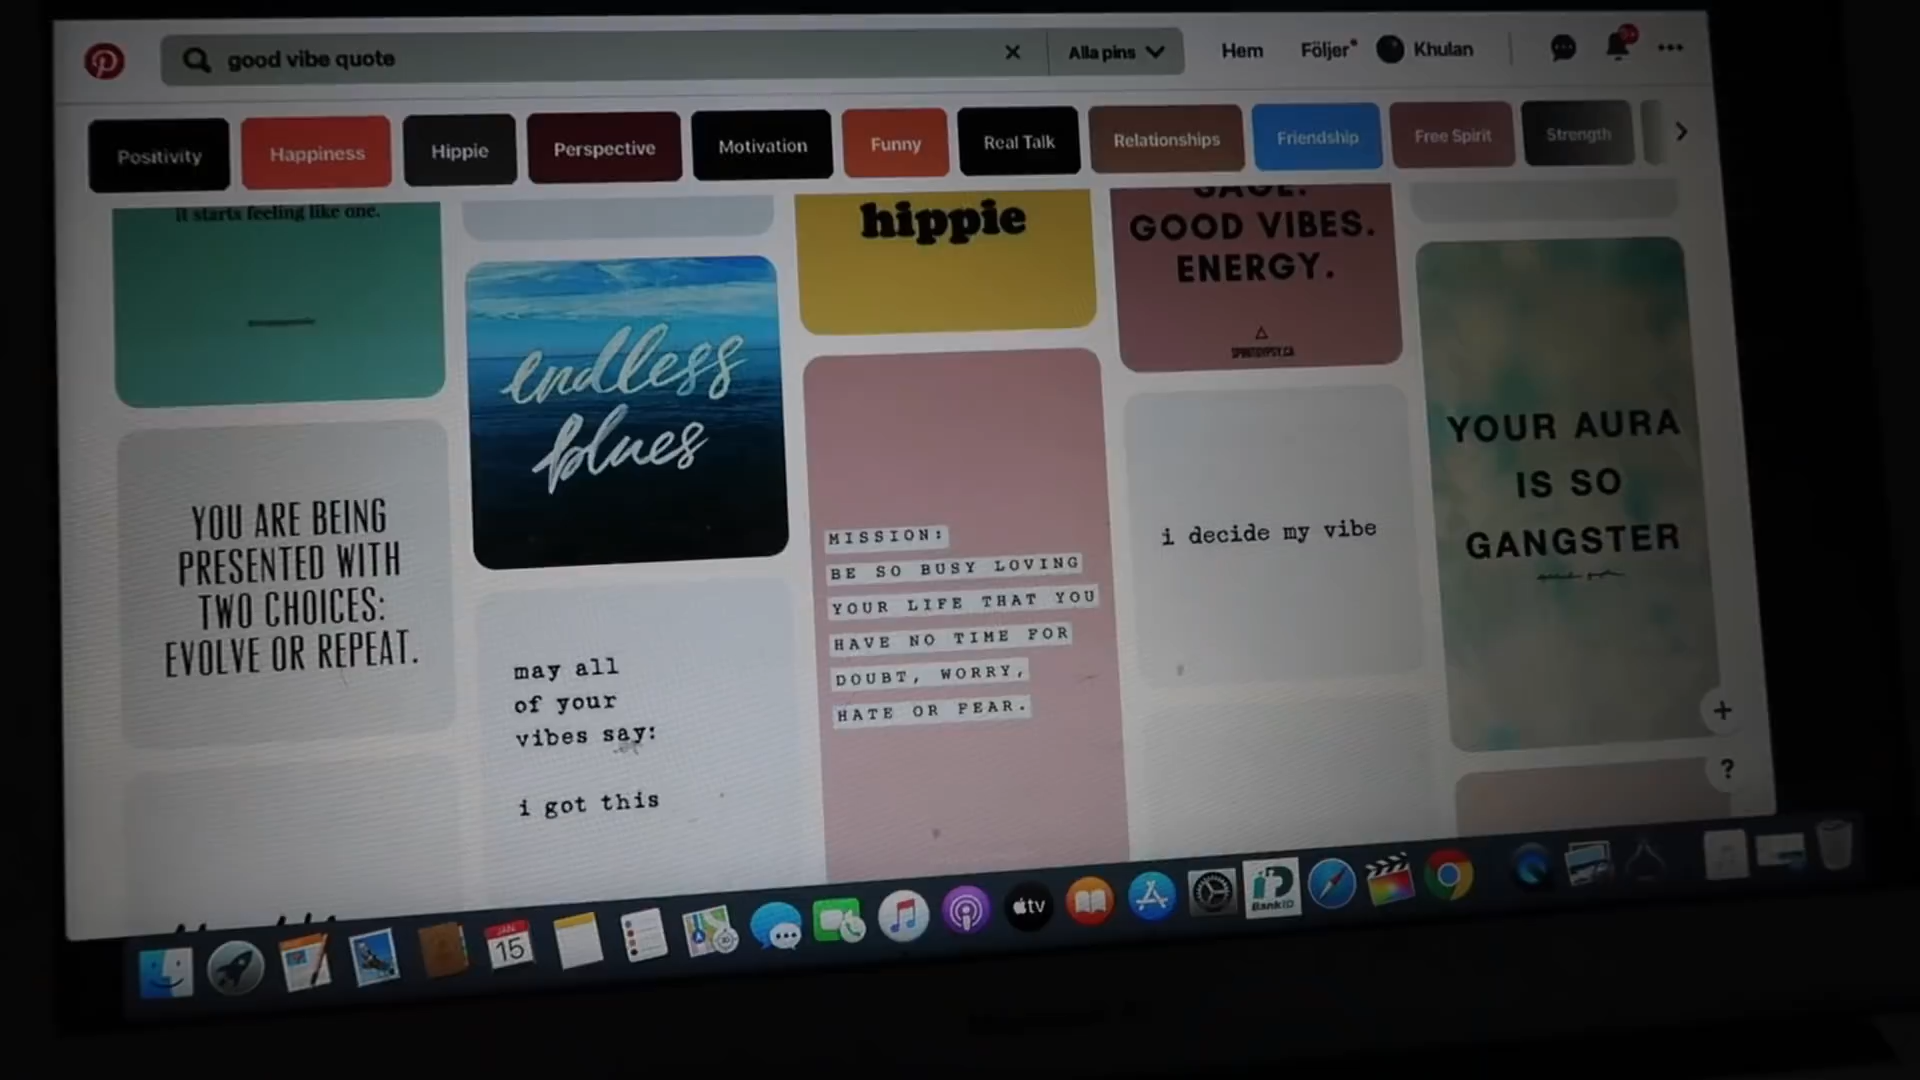 good vibe quote
Alla pins
Hem
Följer
Khulan
Positivity
Happiness
Hippie
Perspective
Motivation
Funny
Real Talk
Relationships
Friendship
Free Spirit
Strength
it starts feeling like one.
YOU ARE BEING
PRESENTED WITH
TWO CHOICES:
EVOLVE OR REPEAT.
endless
blues
may all
of your
vibes say:
i got this
hippie
MISSION:
BE SO BUSY LOVING
YOUR LIFE THAT YOU
HAVE NO TIME FOR
DOUBT, WORRY,
HATE OR FEAR.
GOOD VIBES.
ENERGY.
i decide my vibe
YOUR AURA
IS SO
GANGSTER
+
?
JAN
15
tv
BankID